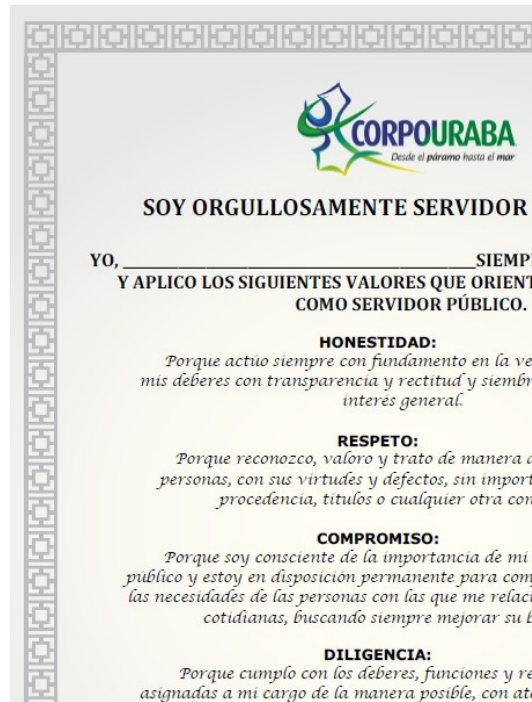 CORPOURABA
Desde el páramo hasta el mar
SOY ORGULLOSAMENTE SERVIDOR
YO, ________________________________________SIEMP
Y APLICO LOS SIGUIENTES VALORES QUE ORIENT
COMO SERVIDOR PÚBLICO.
HONESTIDAD:
Porque actúo siempre con fundamento en la ve
mis deberes con transparencia y rectitud y siembr
interés general.
RESPETO:
Porque reconozco, valoro y trato de manera
personas, con sus virtudes y defectos, sin import
procedencia, títulos o cualquier otra con
COMPROMISO:
Porque soy consciente de la importancia de mi
público y estoy en disposición permanente para com
las necesidades de las personas con las que me relaci
cotidianas, buscando siempre mejorar su
DILIGENCIA:
Porque cumplo con los deberes, funciones y re
asignadas a mi cargo de la manera posible, con at